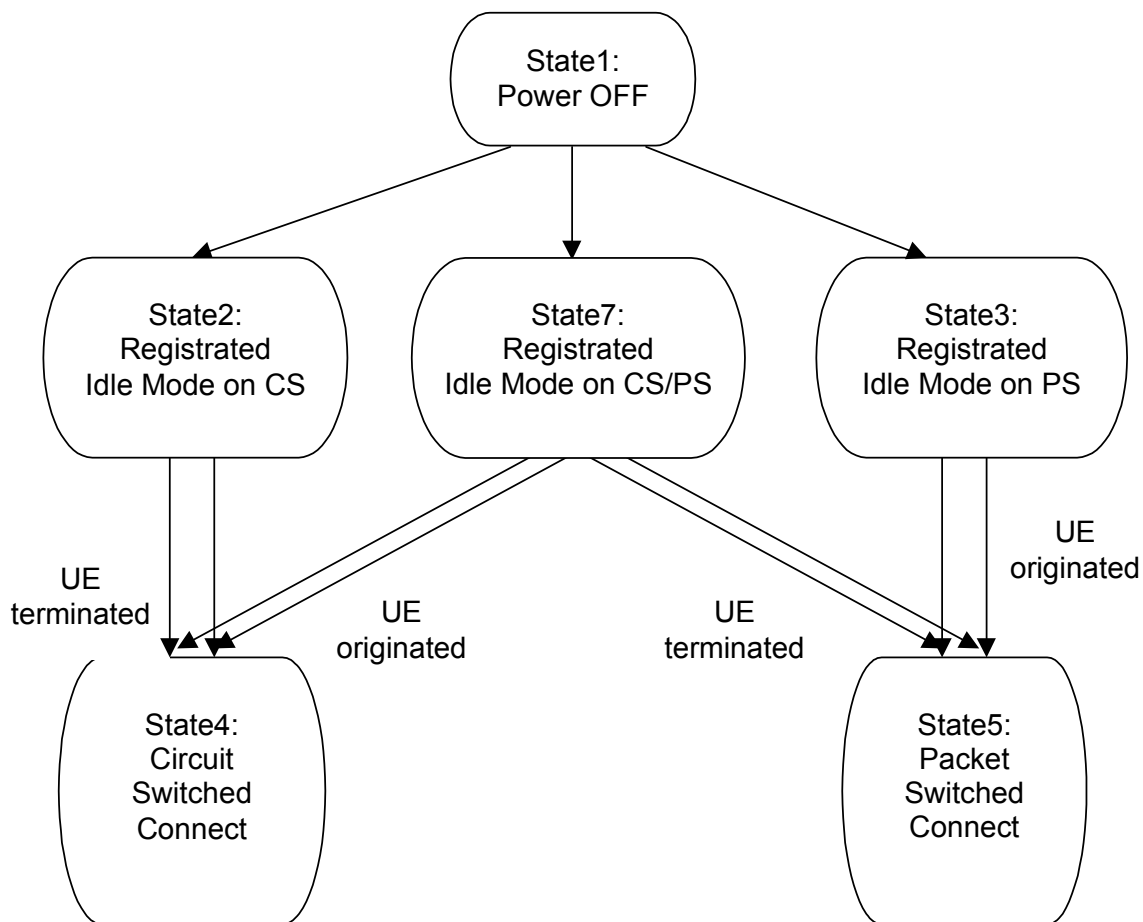 State1:
Power OFF
State2:
Registrated
Idle Mode on CS
State7:
Registrated
Idle Mode on CS/PS
State3:
Registrated
Idle Mode on PS
UE
terminated
UE
originated
UE
terminated
UE
originated
State4:
Circuit
Switched
Connect
State5:
Packet
Switched
Connect